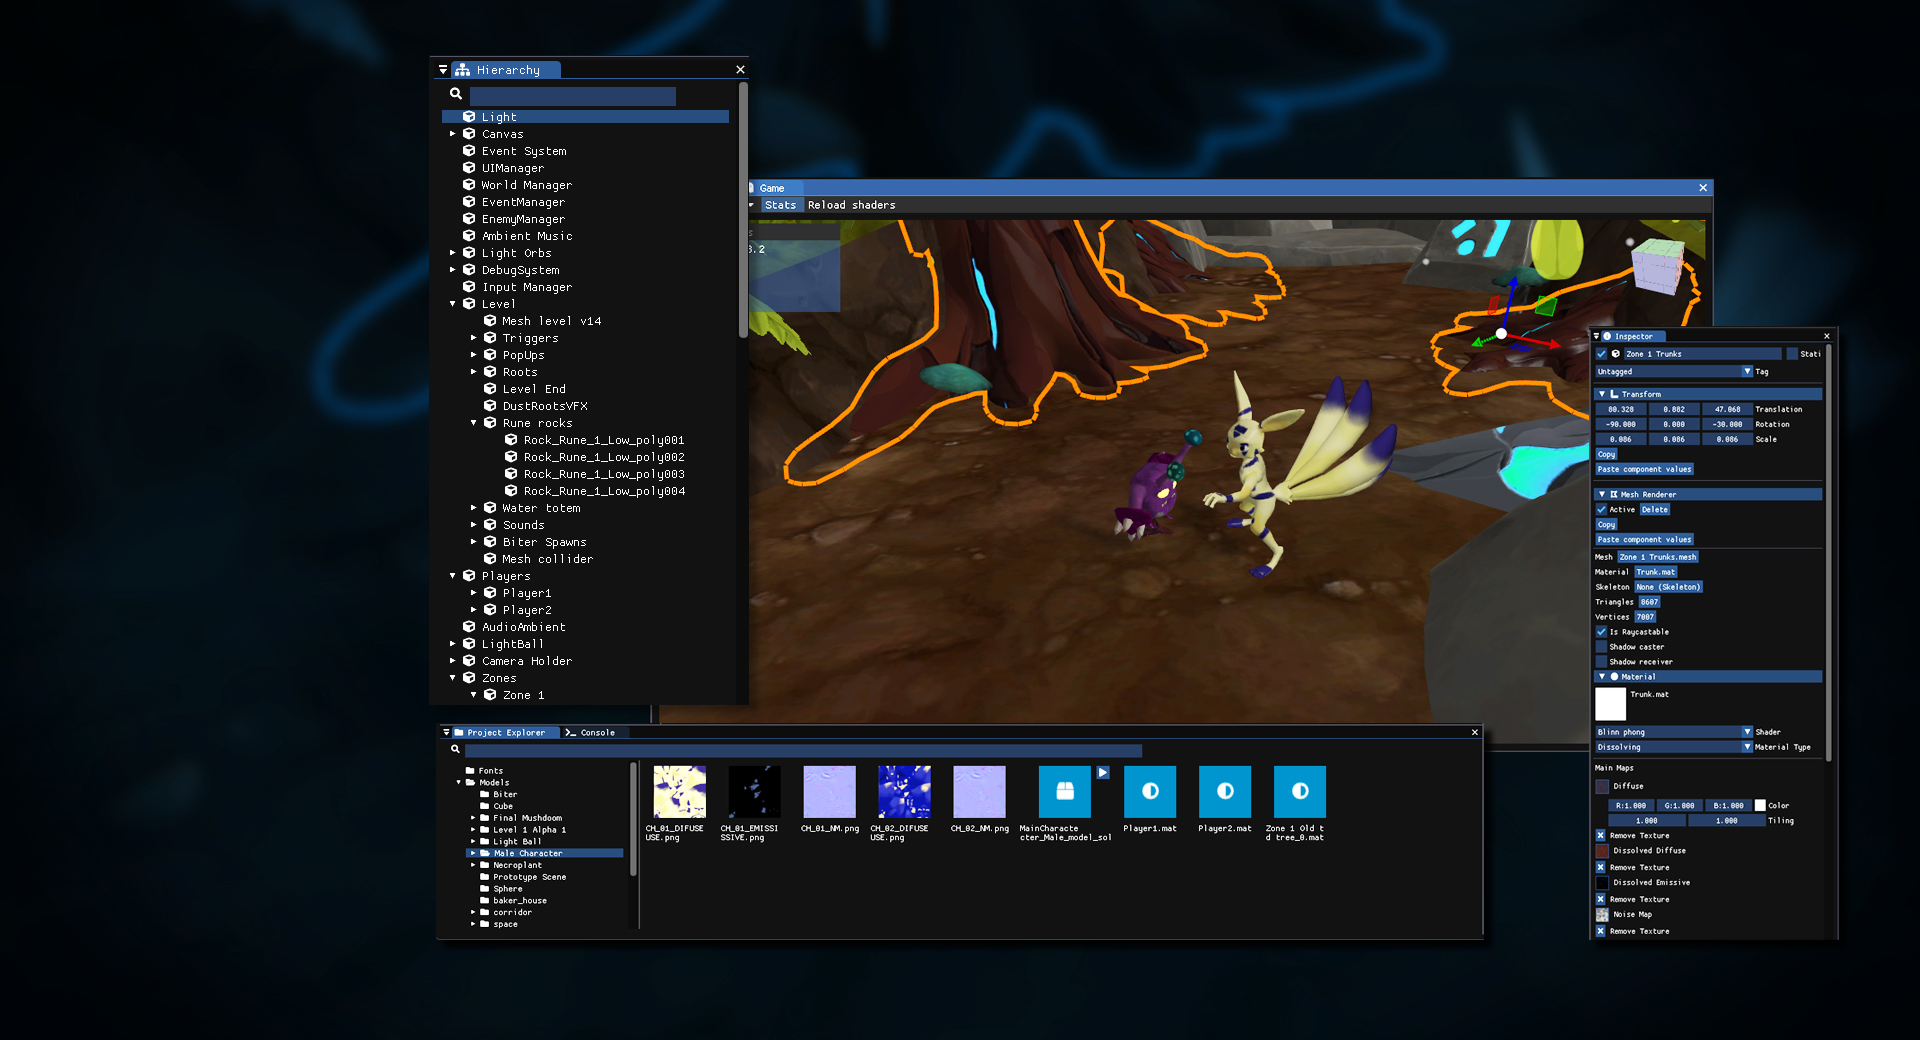 Hierarchy
Light
Canvas
Event System
UIManager
World Manager
EventManager
EnemyManager
Ambient Music
Light Orbs
DebugSystem
Input Manager
Level
Mesh level v14
Triggers
PopUps
Roots
Level End
DustRootsVFX
Rune rocks
Rock_Rune_1_Low_poly001
Rock_Rune_1_Low_poly002
Rock_Rune_1_Low_poly003
Rock_Rune_1_Low_poly004
Water totem
Sounds
Biter Spawns
Mesh collider
Players
Player1
Player2
AudioAmbient
LightBall
Camera Holder
Zones
Zone 1
Game
Stats Reload shaders
s
3.2
Inspector
Zone 1 Trunks Stati
Untagged Tag
Transform
80.328 0.882 47.068 Translation
-90.000 0.000 -30.000 Rotation
0.086 0.086 0.086 Scale
Copy
Paste component values
Mesh Renderer
Active Delete
Copy
Paste component values
Mesh Zone 1 Trunks.mesh
Material Trunk.mat
Skeleton None (Skeleton)
Triangles 8607
Vertices 7007
Is Raycastable
Shadow caster
Shadow receiver
Material
Trunk.mat
Blinn phong Shader
Dissolving Material Type
Main Maps
Diffuse
R:1.000 G:1.000 B:1.000 Color
1.000 1.000 Tiling
Remove Texture
Dissolved Diffuse
Remove Texture
Dissolved Emissive
Remove Texture
Noise Map
Remove Texture
Project Explorer Console
Fonts
Models
Biter
Cube
Final Mushdoom
Level 1 Alpha 1
Light Ball
Male Character
Necroplant
Prototype Scene
Sphere
baker_house
corridor
space
CH_01_DIFUSE
USE.png
CH_01_EMISSI
SSIVE.png
CH_01_NM.png
CH_02_DIFUSE
USE.png
CH_02_NM.png
MainCharacte
cter_Male_model_sol
Player1.mat
Player2.mat
Zone 1 Old t
d tree_0.mat